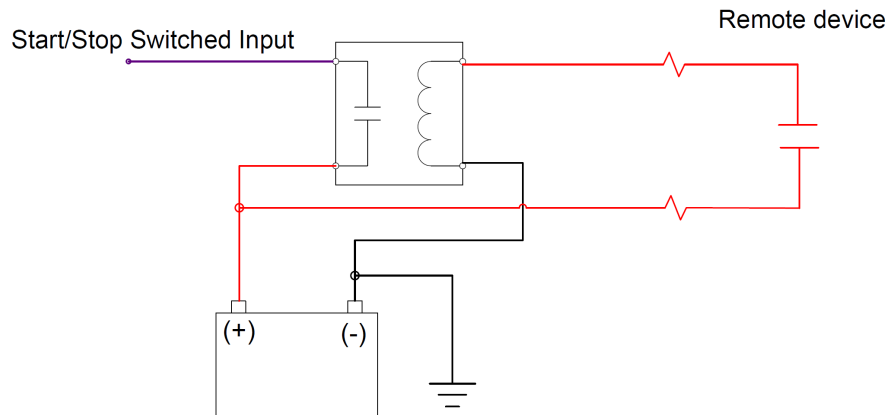 Remote device
Start/Stop Switched Input
(+)
(-)